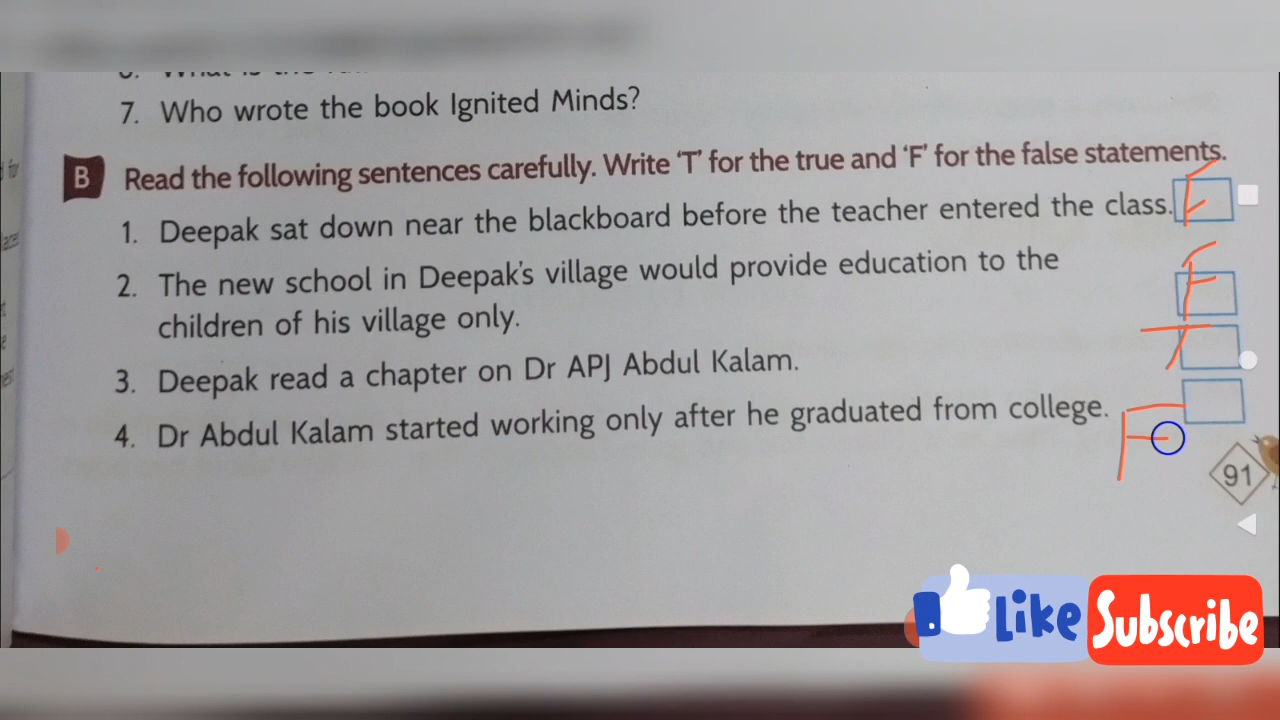 7. Who wrote the book Ignited Minds?
B Read the following sentences carefully. Write 'T' for the true and 'F' for the false statements.
1. Deepak sat down near the blackboard before the teacher entered the class. F
2. The new school in Deepak's village would provide education to the
children of his village only. F
3. Deepak read a chapter on Dr APJ Abdul Kalam. T
4. Dr Abdul Kalam started working only after he graduated from college. F
91
Like Subscribe